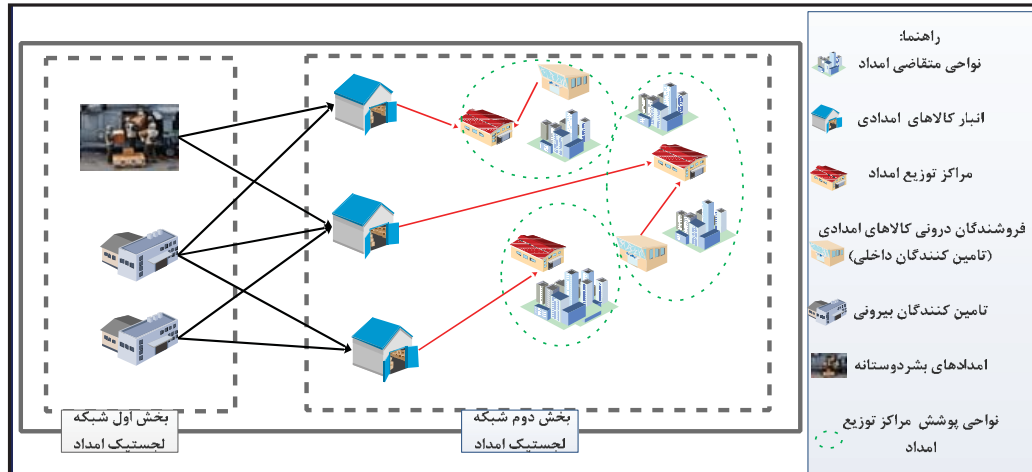 راهنما:
نواحی متقاضی امداد
انبار کالاهای امدادی
مراکز توزیع امداد
فروشندگان درونی کالاهای امدادی
(تامین کنندگان داخلی)
تامین کنندگان بیرونی
امدادهای بشردوستانه
نواحی پوشش مراکز توزیع
امداد
بخش دوم شبکه
لجستیک امداد
بخش اول شبکه
لجستیک امداد